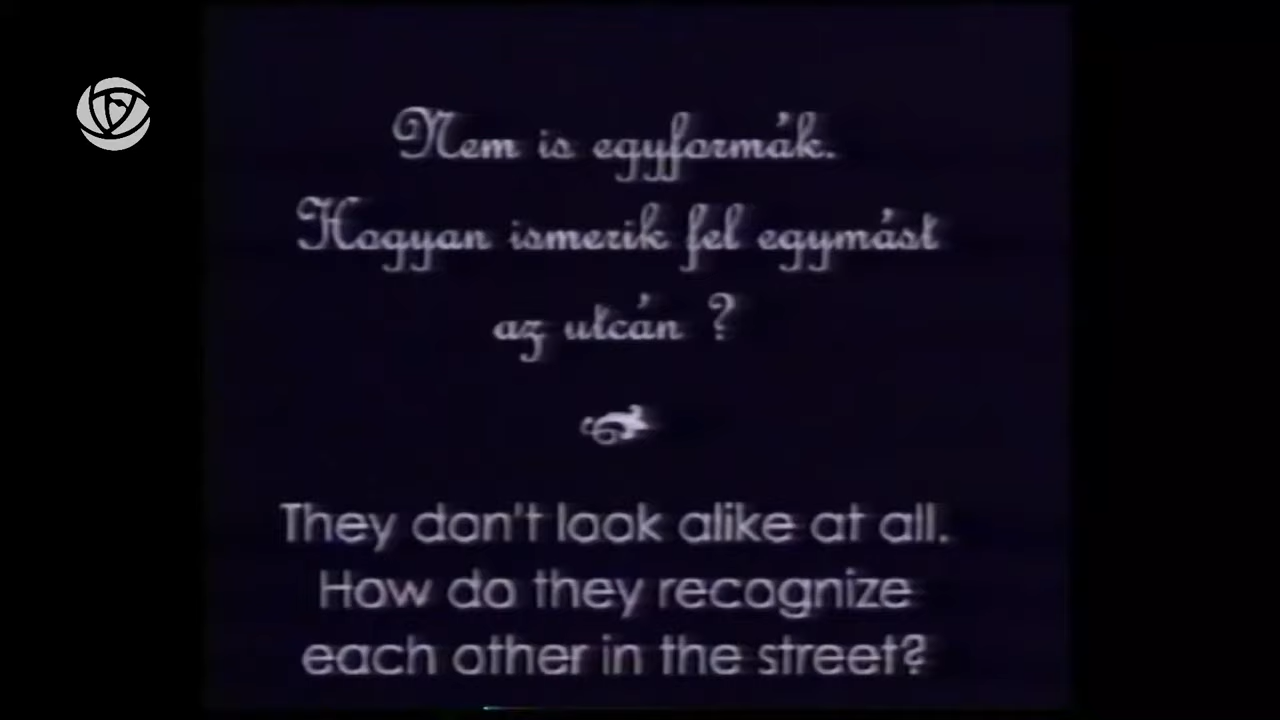 Nem is egyformák.
Hogyan ismerik fel egymást
az utcán ?
They don't look alike at all.
How do they recognize
each other in the street?